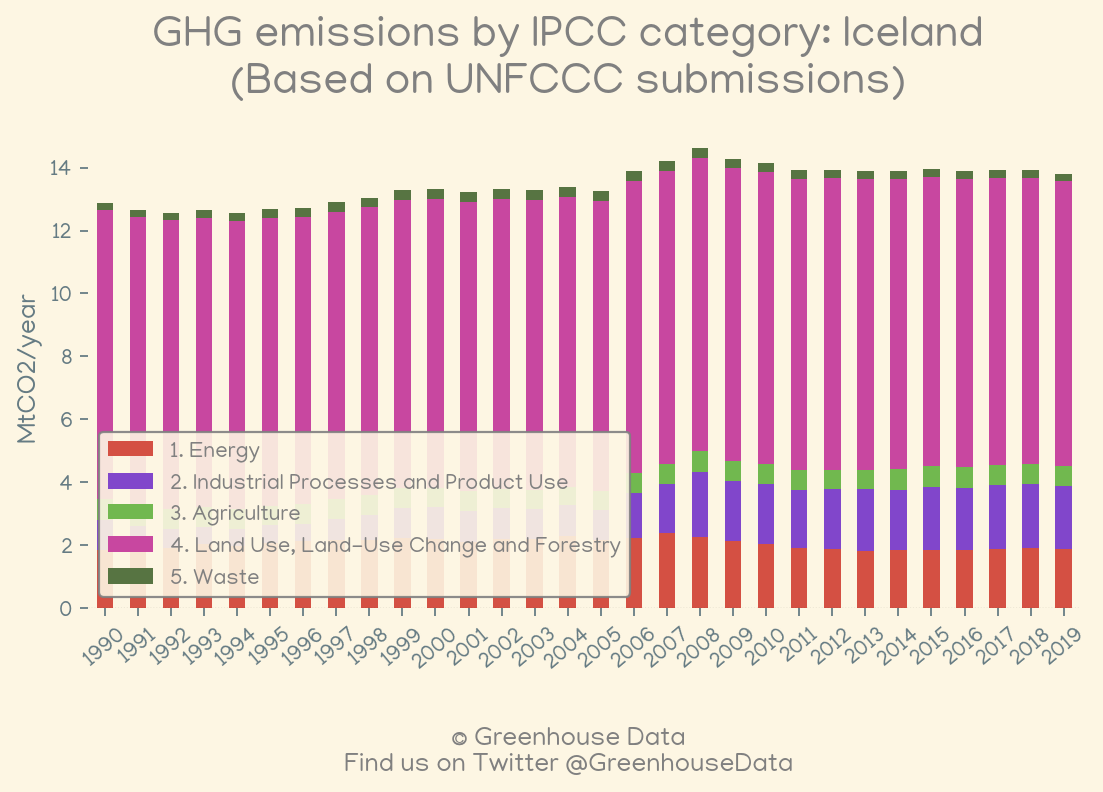 GHG emissions by IPCC category: Iceland
(Based on UNFCCC submissions)
MtCO2/year
14
12
10
8
6
4
2
0
1. Energy
2. Industrial Processes and Product Use
3. Agriculture
4. Land Use, Land-Use Change and Forestry
5. Waste
1990 1991 1992 1993 1994 1995 1996 1997 1998 1999 2000 2001 2002 2003 2004 2005 2006 2007 2008 2009 2010 2011 2012 2013 2014 2015 2016 2017 2018 2019
© Greenhouse Data
Find us on Twitter @GreenhouseData